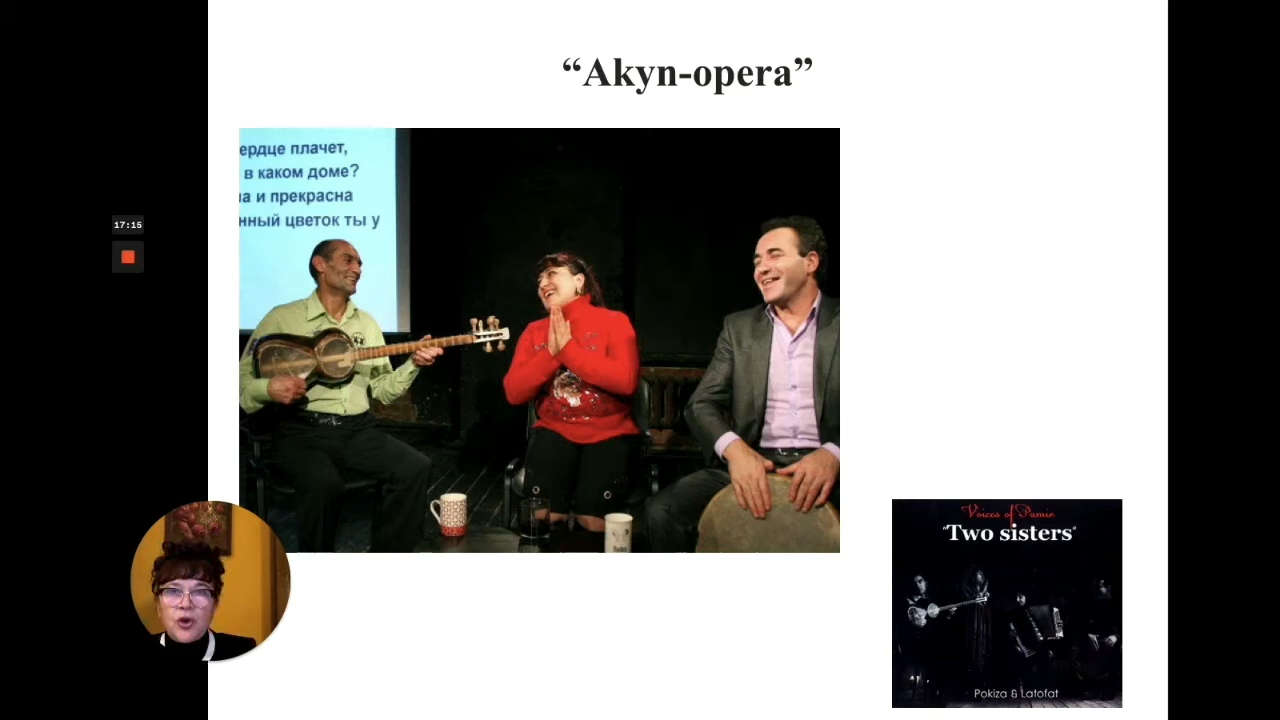 “Akyn-opera”
ердце плачет,
в каком доме?
на и прекрасна
нный цветок ты у
17:15
Voices of Pamir
"Two sisters"
Pokiza & Latofat